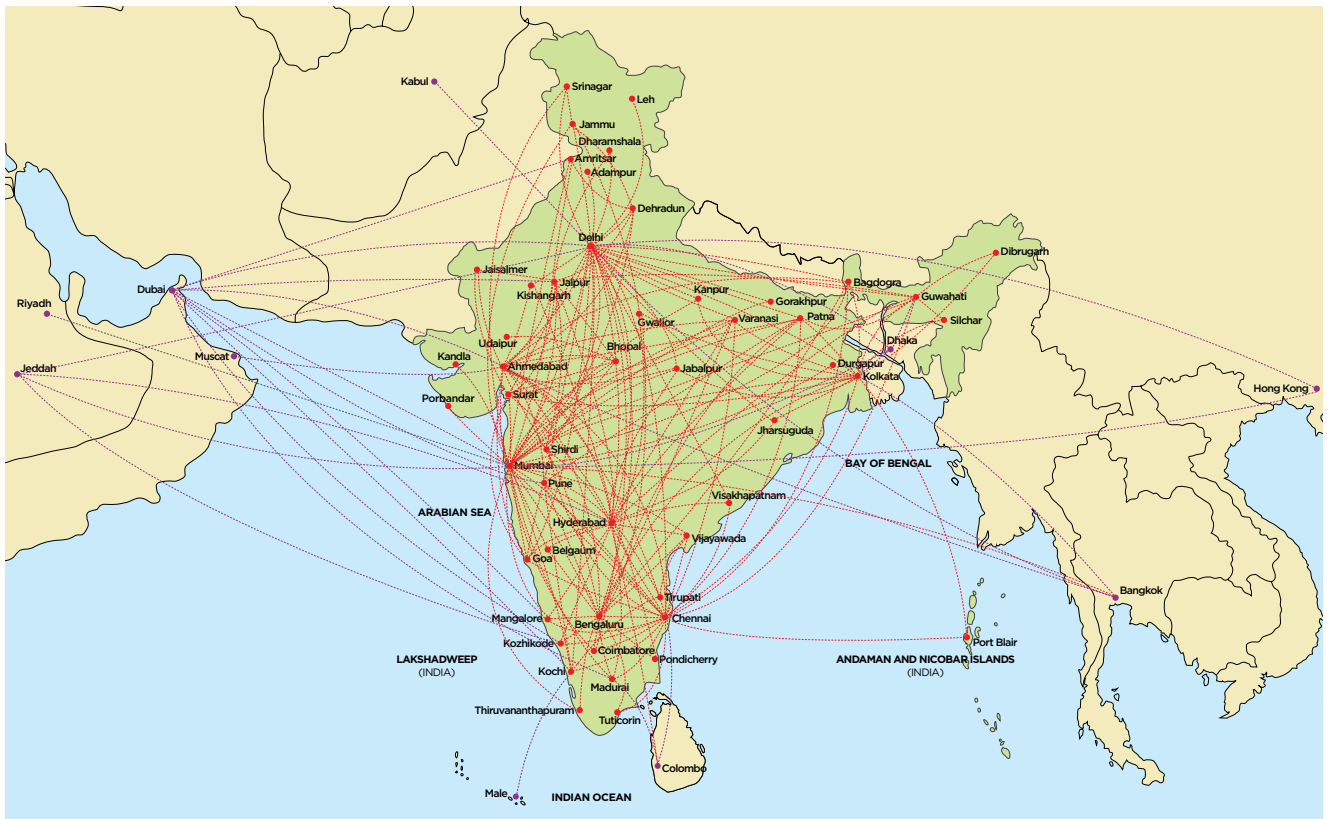 Kabul
Srinagar
Leh
Jammu
Dharamshala
Amritsar
Adampur
Dehradun
Delhi
Dibrugarh
Jaisalmer
Jaipur
Kishangarh
Bagdogra
Dubai
Kanpur
Gorakhpur
Guwahati
Riyadh
Gwalior
Varanasi
Patna
Silchar
Udaipur
Bhopal
Dhaka
Muscat
Kandla
Ahmedabad
Jabalpur
Durgapur
Kolkata
Jeddah
Hong Kong
Porbandar
Surat
Jharsuguda
Shirdi
Mumbai
BAY OF BENGAL
Pune
Visakhapatnam
ARABIAN SEA
Hyderabad
Vijayawada
Belgaum
Goa
Bangkok
Tirupati
Mangalore
Bengaluru
Chennai
Kozhikode
Port Blair
Coimbatore
LAKSHADWEEP
(INDIA)
Pondicherry
ANDAMAN AND NICOBAR ISLANDS
(INDIA)
Kochi
Madurai
Thiruvananthapuram
Tuticorin
Colombo
Male
INDIAN OCEAN